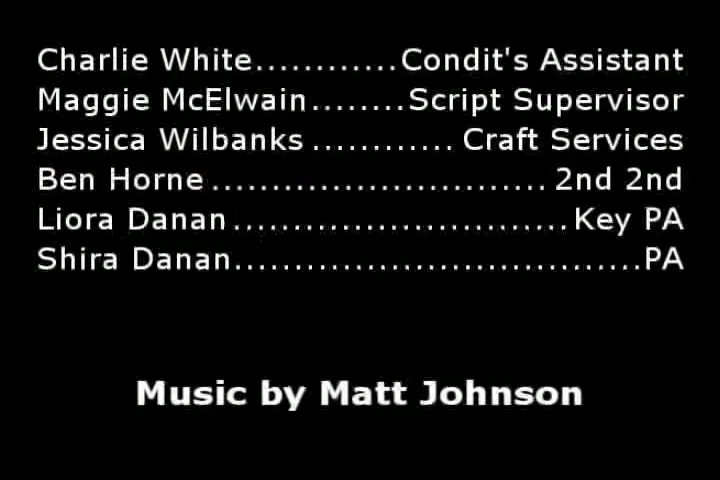 Charlie White............Condit's Assistant
Maggie McElwain........Script Supervisor
Jessica Wilbanks............Craft Services
Ben Horne............................2nd 2nd
Liora Danan............................Key PA
Shira Danan..................................PA
Music by Matt Johnson